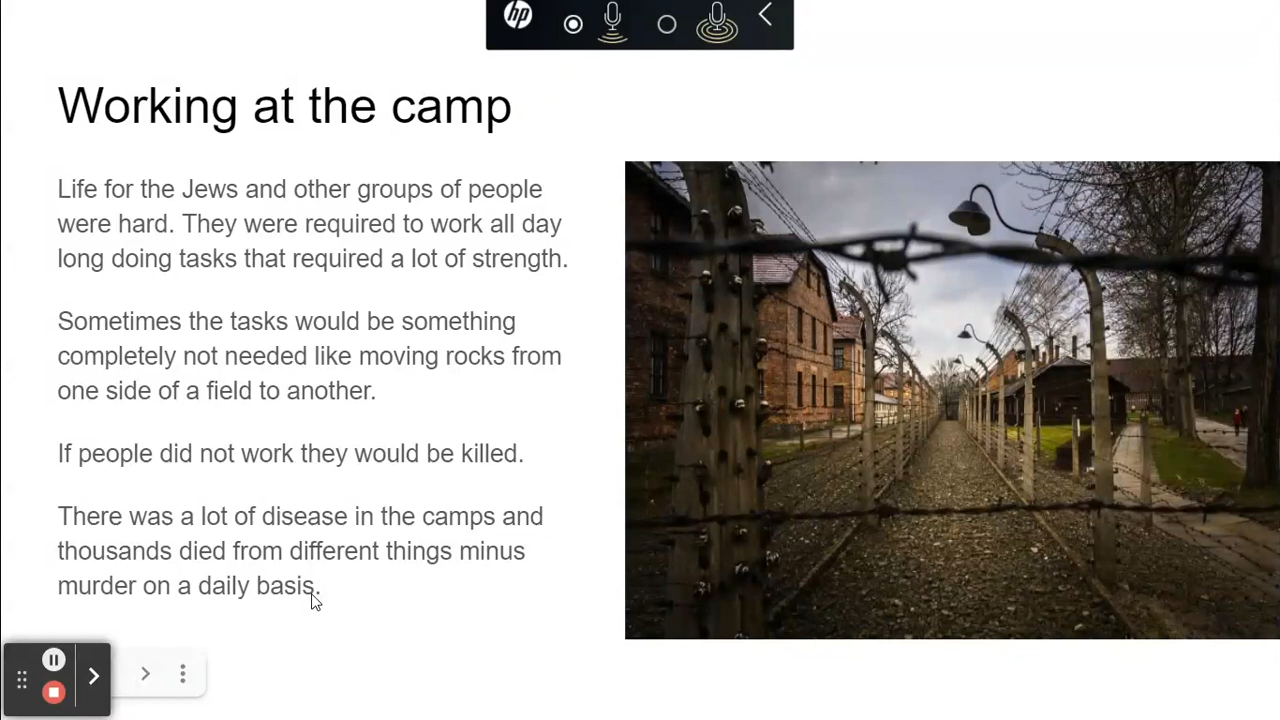 hp
Working at the camp
Life for the Jews and other groups of people
were hard. They were required to work all day
long doing tasks that required a lot of strength.
Sometimes the tasks would be something
completely not needed like moving rocks from
one side of a field to another.
If people did not work they would be killed.
There was a lot of disease in the camps and
thousands died from different things minus
murder on a daily basis.